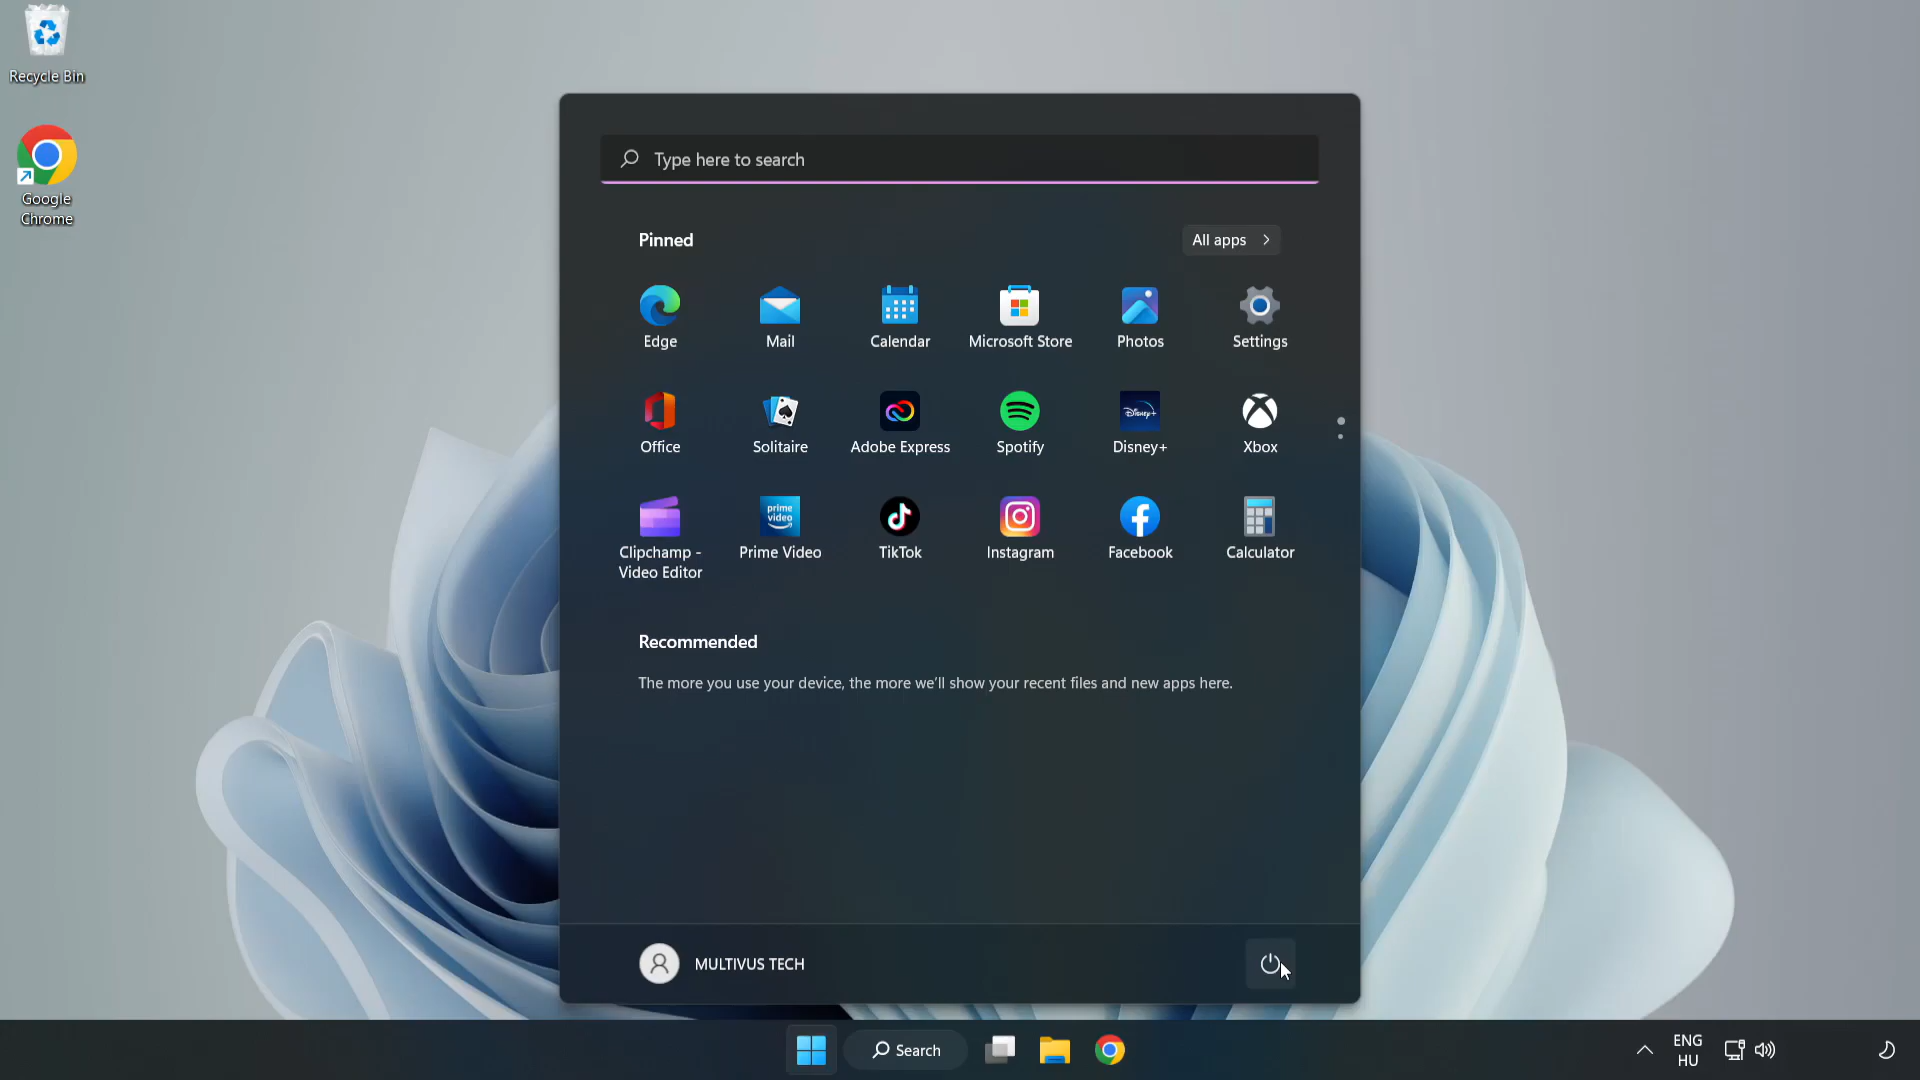 Recycle Bin
Google
Chrome
Type here to search
Pinned
All apps
Edge
Mail
Calendar
Microsoft Store
Photos
Settings
Office
Solitaire
Adobe Express
Spotify
Disney+
Disney+
Xbox
prime
video
Clipchamp -
Video Editor
Prime Video
TikTok
Instagram
Facebook
Calculator
Recommended
The more you use your device, the more we'll show your recent files and new apps here.
MULTIVUS TECH
Search
ENG
HU